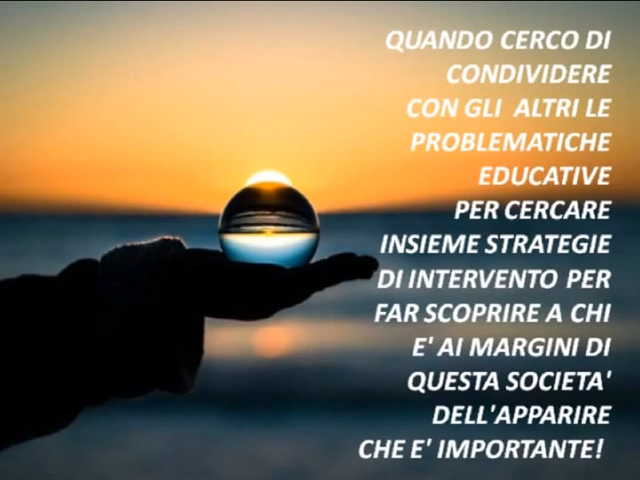 QUANDO CERCO DI
CONDIVIDERE
CON GLI ALTRI LE
PROBLEMATICHE
EDUCATIVE
PER CERCARE
INSIEME STRATEGIE
DI INTERVENTO PER
FAR SCOPRIRE A CHI
E' AI MARGINI DI
QUESTA SOCIETA'
DELL'APPARIRE
CHE E' IMPORTANTE!